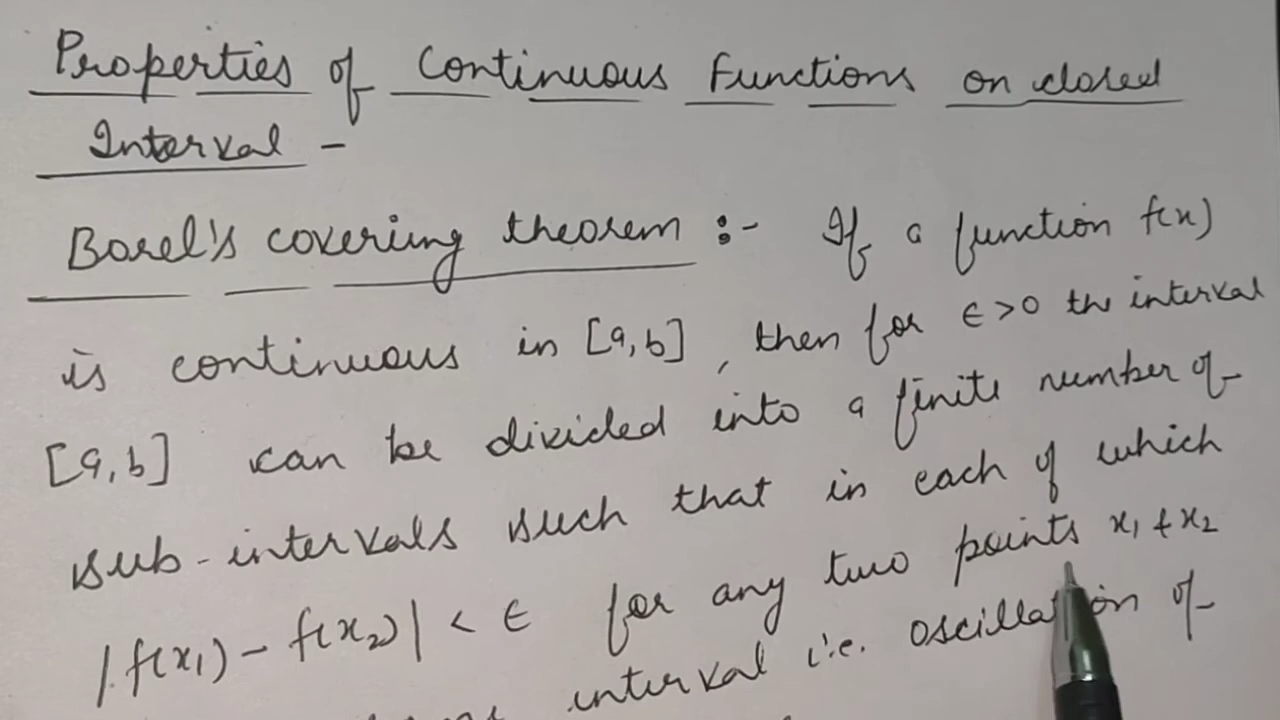 Properties of Continuous Functions on closed
Interval -
Borel's covering theorem :- If a function f(x)
is continuous in [a,b], then for ϵ>0 the interval
[a,b] can be divided into a finite number of
sub-intervals such that in each of which
|f(x₁) - f(x₂)| < ϵ for any two points x₁ & x₂
interval i.e. oscillation of